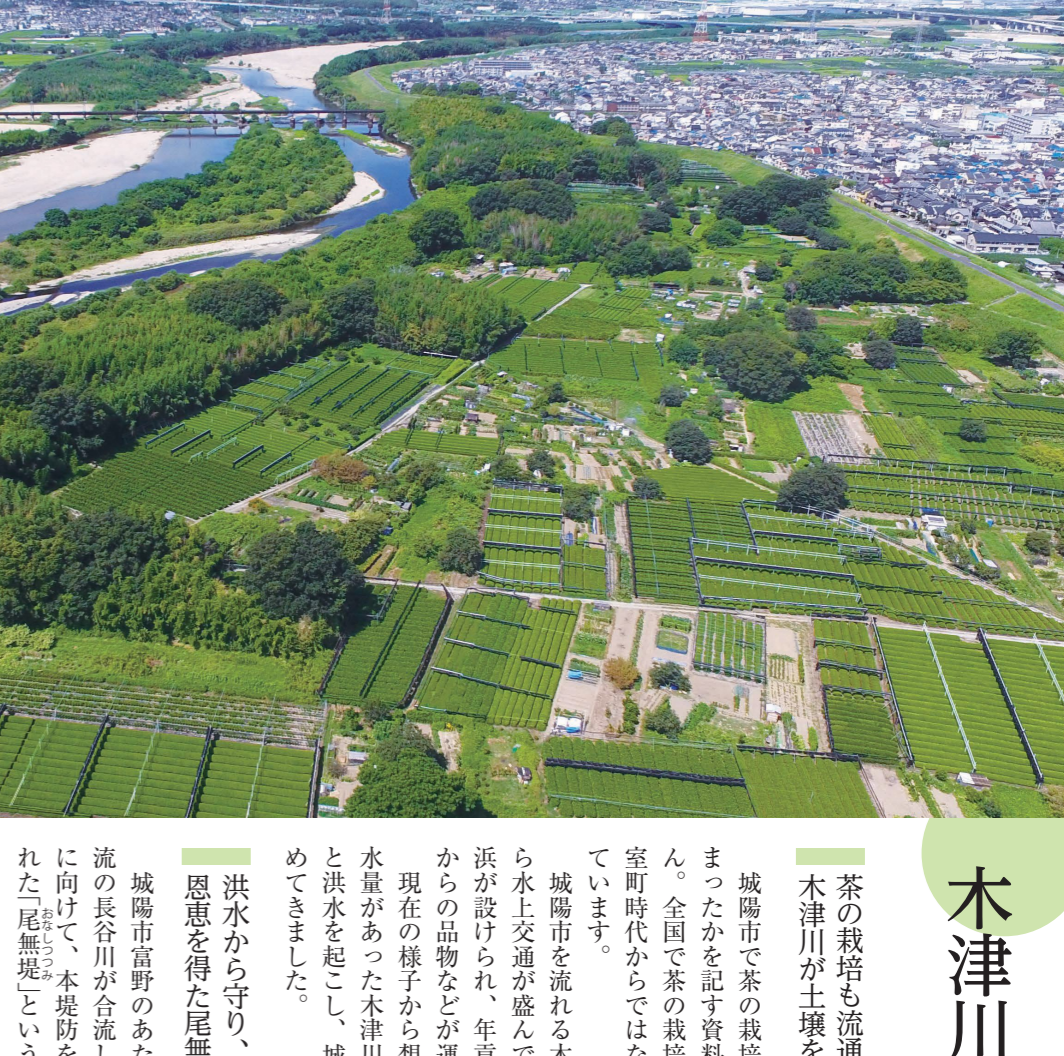 木津川
茶の栽培も流通
木津川が土壌を
城陽市で茶の栽培
まったかを記す資料
ん。全国で茶の栽培
室町時代からではな
ています。
城陽市を流れる木
ら水上交通が盛んで
浜が設けられ、年貢
からの品物などが運
現在の様子から想
水量があった木津川
と洪水を起こし、城
めてきました。
洪水から守り、
恩恵を得た尾無
城陽市富野のあた
流の長谷川が合流し
に向けて、本堤防を
れた「尾無堤」という
おなしつつみ